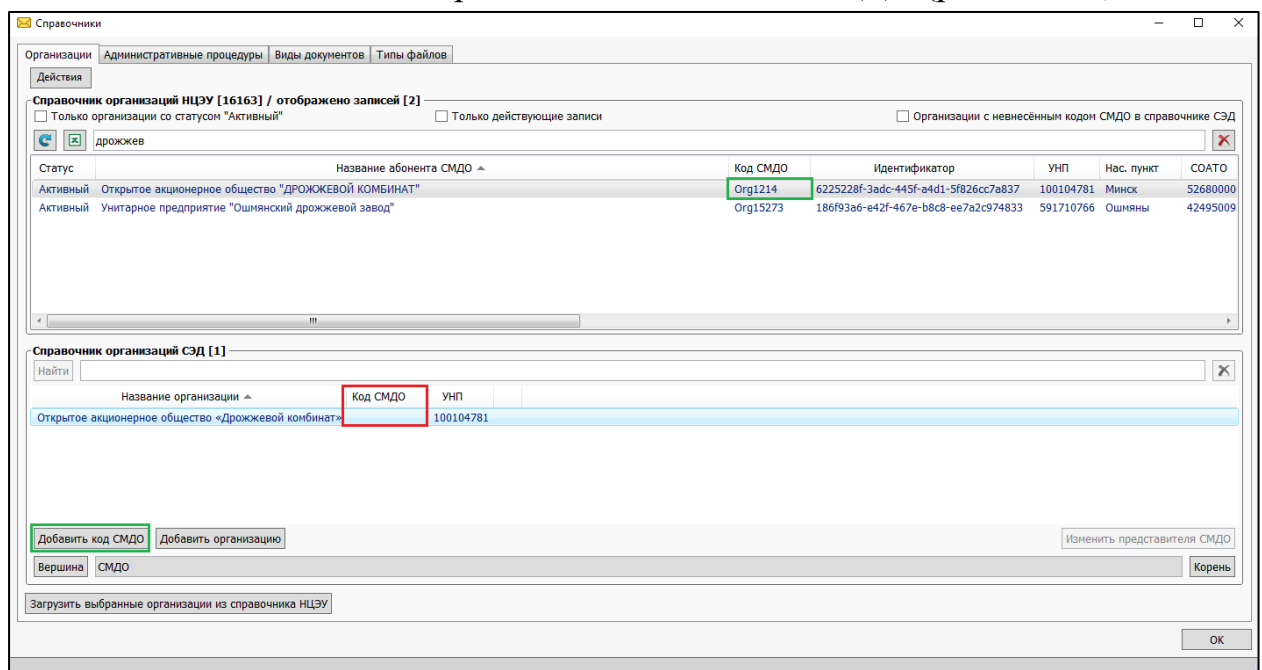 Справочники
Организации Административные процедуры Виды документов Типы файлов
Действия
Справочник организаций НЦЭУ [16163] / отображено записей [2]
Только организации со статусом "Активный" Только действующие записи Организации с невнесённым кодом СМДО в справочнике СЭД
дрожжев
Статус Название абонента СМДО Код СМДО Идентификатор УНП Нас. пункт СОАТО
Активный Открытое акционерное общество "ДРОЖЖЕВОЙ КОМБИНАТ" Org1214 6225228f-3adc-445f-a4d1-5f826cc7a837 100104781 Минск 52680000
Активный Унитарное предприятие "Ошмянский дрожжевой завод" Org15273 186f93a6-e42f-467e-b8c8-ee7a2c974833 591710766 Ошмяны 42495009
Справочник организаций СЭД [1]
Найти
Название организации Код СМДО УНП
Открытое акционерное общество «Дрожжевой комбинат» 100104781
Добавить код СМДО Добавить организацию Изменить представителя СМДО
Вершина СМДО Корень
Загрузить выбранные организации из справочника НЦЭУ
ОК